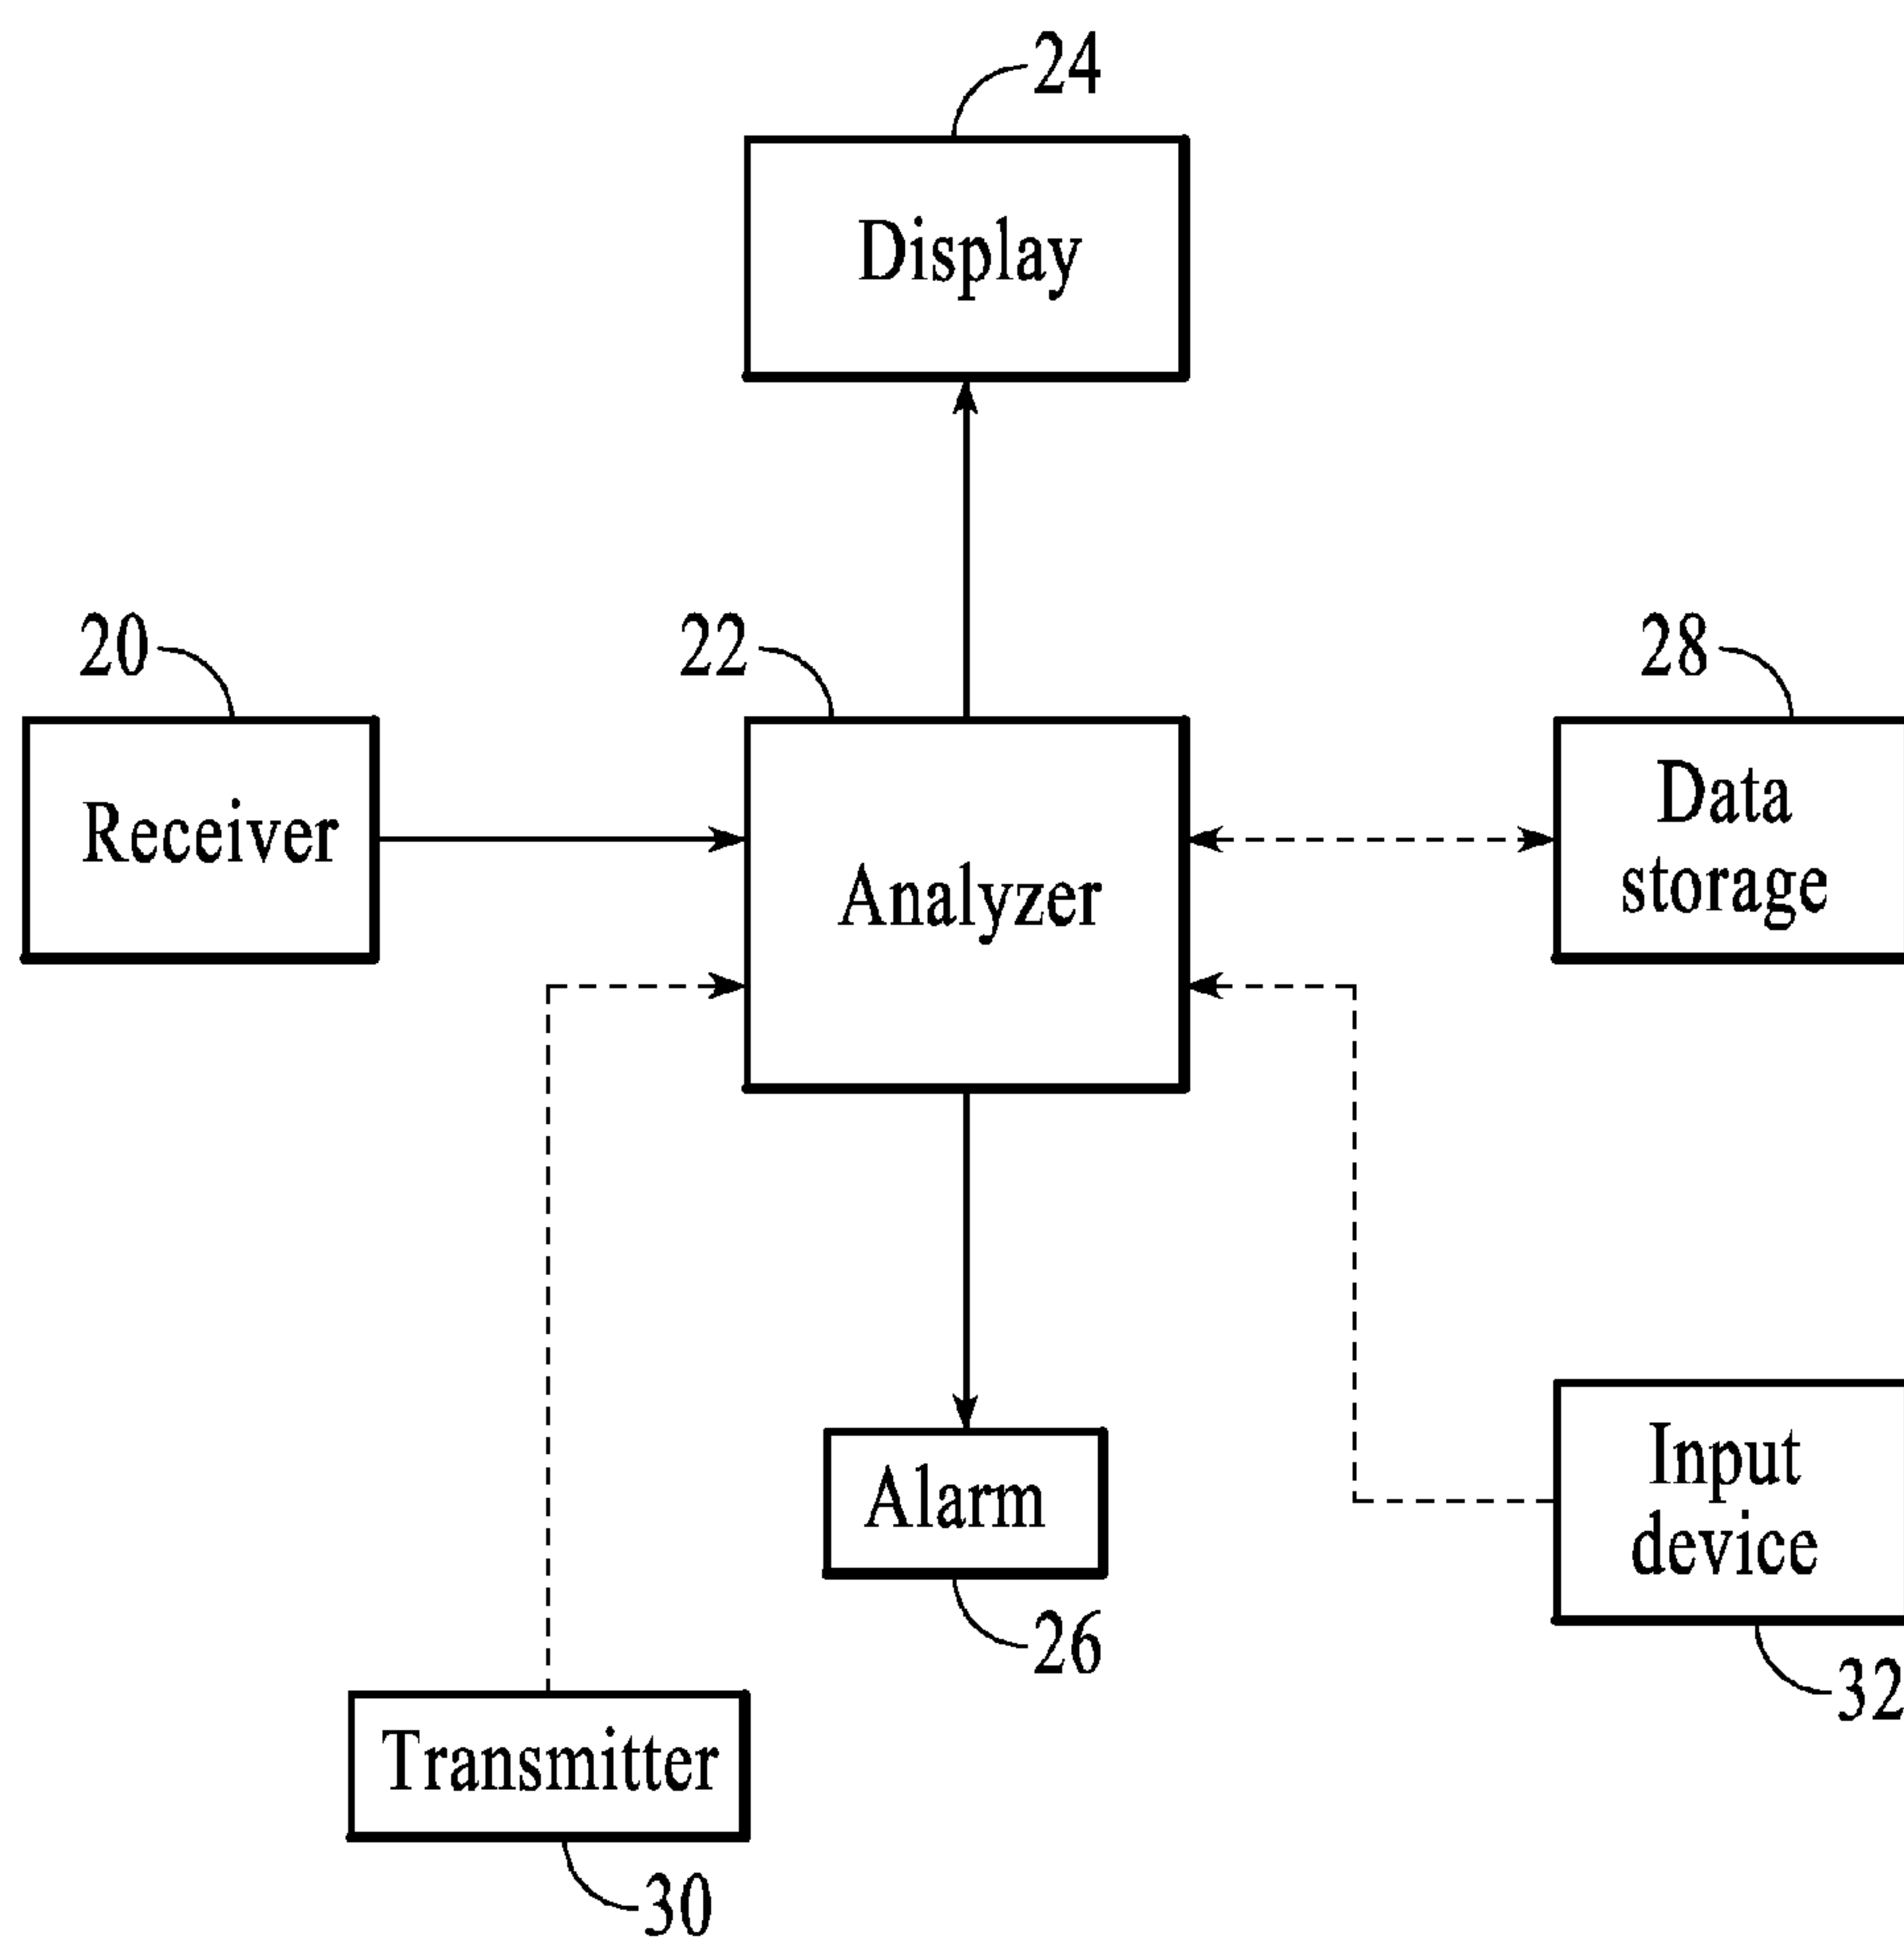 24
Display
20
22
28
Receiver
Analyzer
Data
storage
Alarm
Input
device
26
32
Transmitter
30